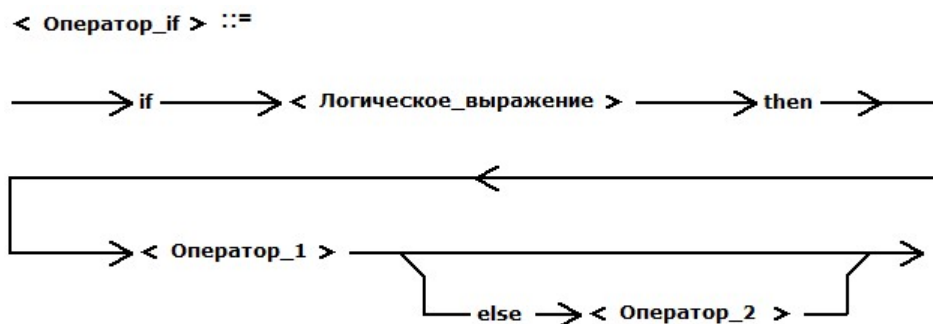 < Оператор_if > ::=
if < Логическое_выражение > then
< Оператор_1 >
else < Оператор_2 >